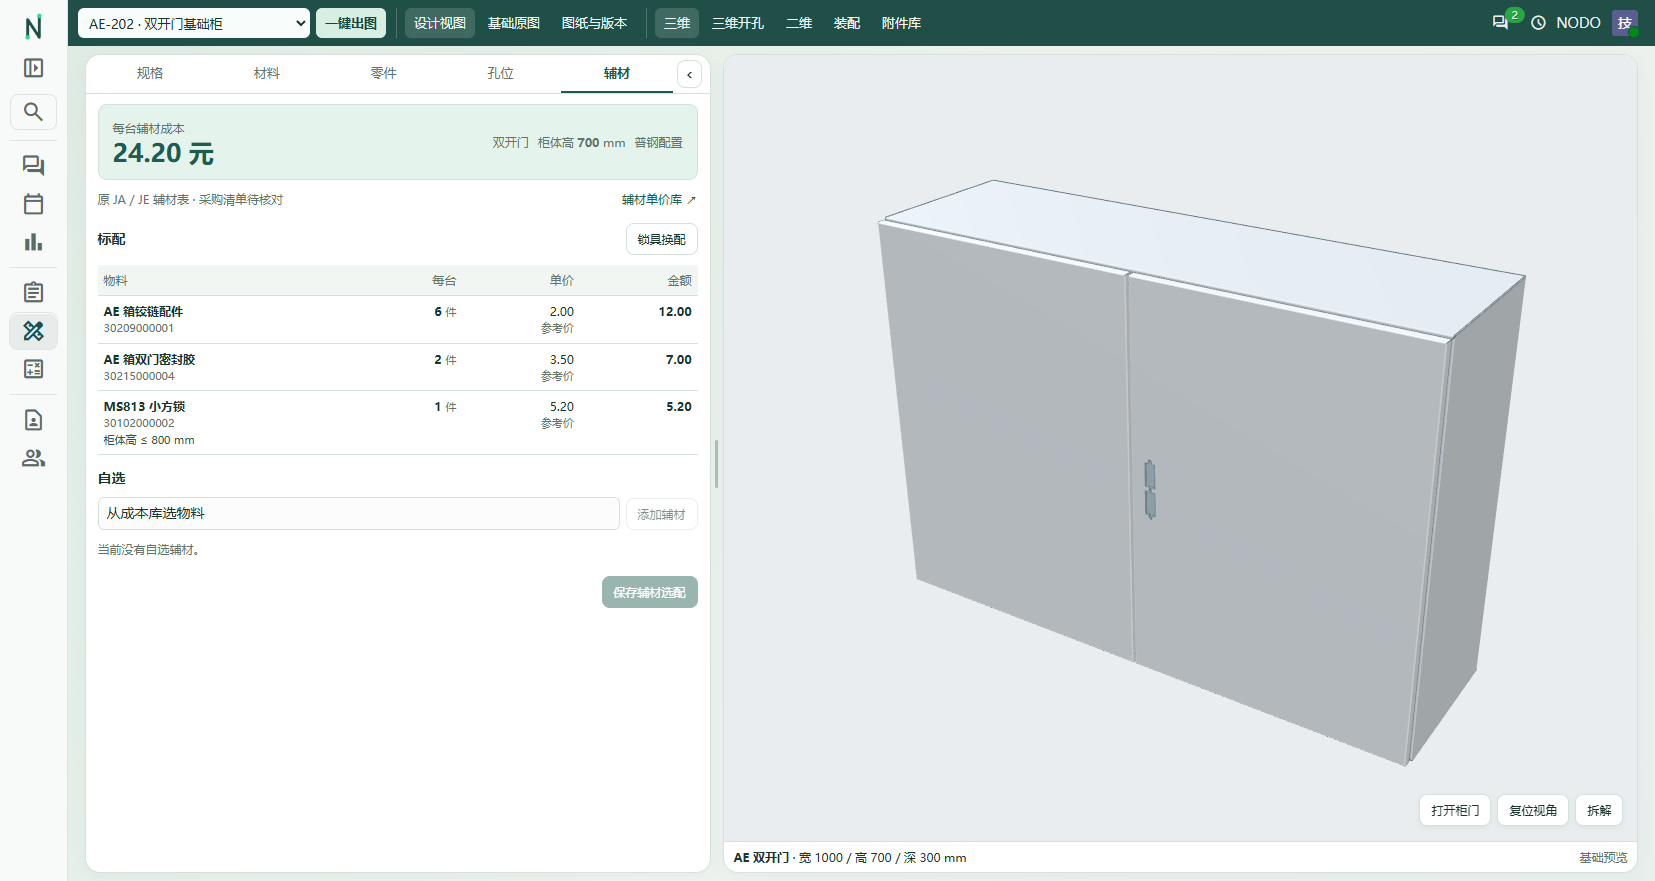 AE-202 · 双开门基础柜
一键出图
设计视图
基础原图
图纸与版本
三维
三维开孔
二维
装配
附件库
2
NODO
技
规格
材料
零件
孔位
辅材
每台辅材成本
24.20 元
双开门 柜体高 700 mm 普钢配置
原 JA / JE 辅材表 · 采购清单待核对
辅材单价库 ↗
标配
锁具换配
物料 每台 单价 金额
AE 箱铰链配件 6 件 2.00 12.00
30209000001 参考价
AE 箱双门密封胶 2 件 3.50 7.00
30215000004 参考价
MS813 小方锁 1 件 5.20 5.20
30102000002 参考价
柜体高 ≤ 800 mm
自选
从成本库选物料
添加辅材
当前没有自选辅材。
保存辅材选配
打开柜门
复位视角
拆解
AE 双开门 · 宽 1000 / 高 700 / 深 300 mm
基础预览